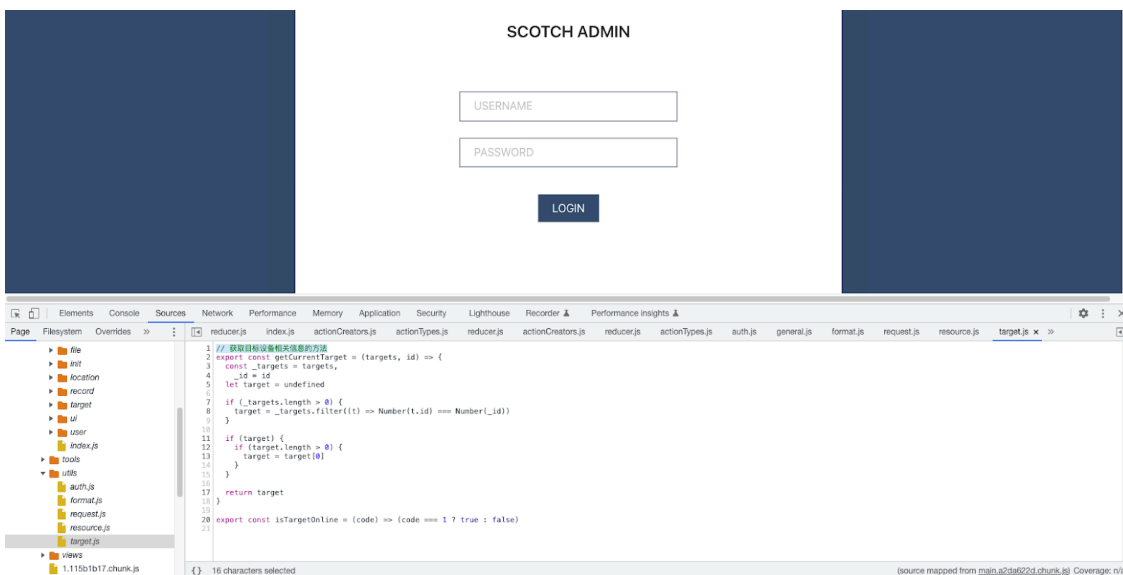 SCOTCH ADMIN
USERNAME
PASSWORD
LOGIN
Elements Console Sources Network Performance Memory Application Security Lighthouse Recorder Performance insights
Page Filesystem Overrides » reducer.js index.js actionCreators.js actionTypes.js reducer.js actionCreators.js reducer.js actionTypes.js auth.js general.js format.js request.js resource.js target.js × »
file
init
location
record
target
ui
user
index.js
tools
utils
auth.js
format.js
request.js
resource.js
target.js
views
1.115b1b17.chunk.js
1 // 获取目标设备相关信息的方法
2 export const getCurrentTarget = (targets, id) => {
3 const _targets = targets,
4 _id = id
5 let target = undefined
6
7 if (_targets.length > 0) {
8 target = _targets.filter((t) => Number(t.id) === Number(_id))
9 }
10
11 if (target) {
12 if (target.length > 0) {
13 target = target[0]
14 }
15 }
16
17 return target
18 }
19
20 export const isTargetOnline = (code) => (code === 1 ? true : false)
21
{} 16 characters selected (source mapped from main.a2da622d.chunk.js) Coverage: n/a